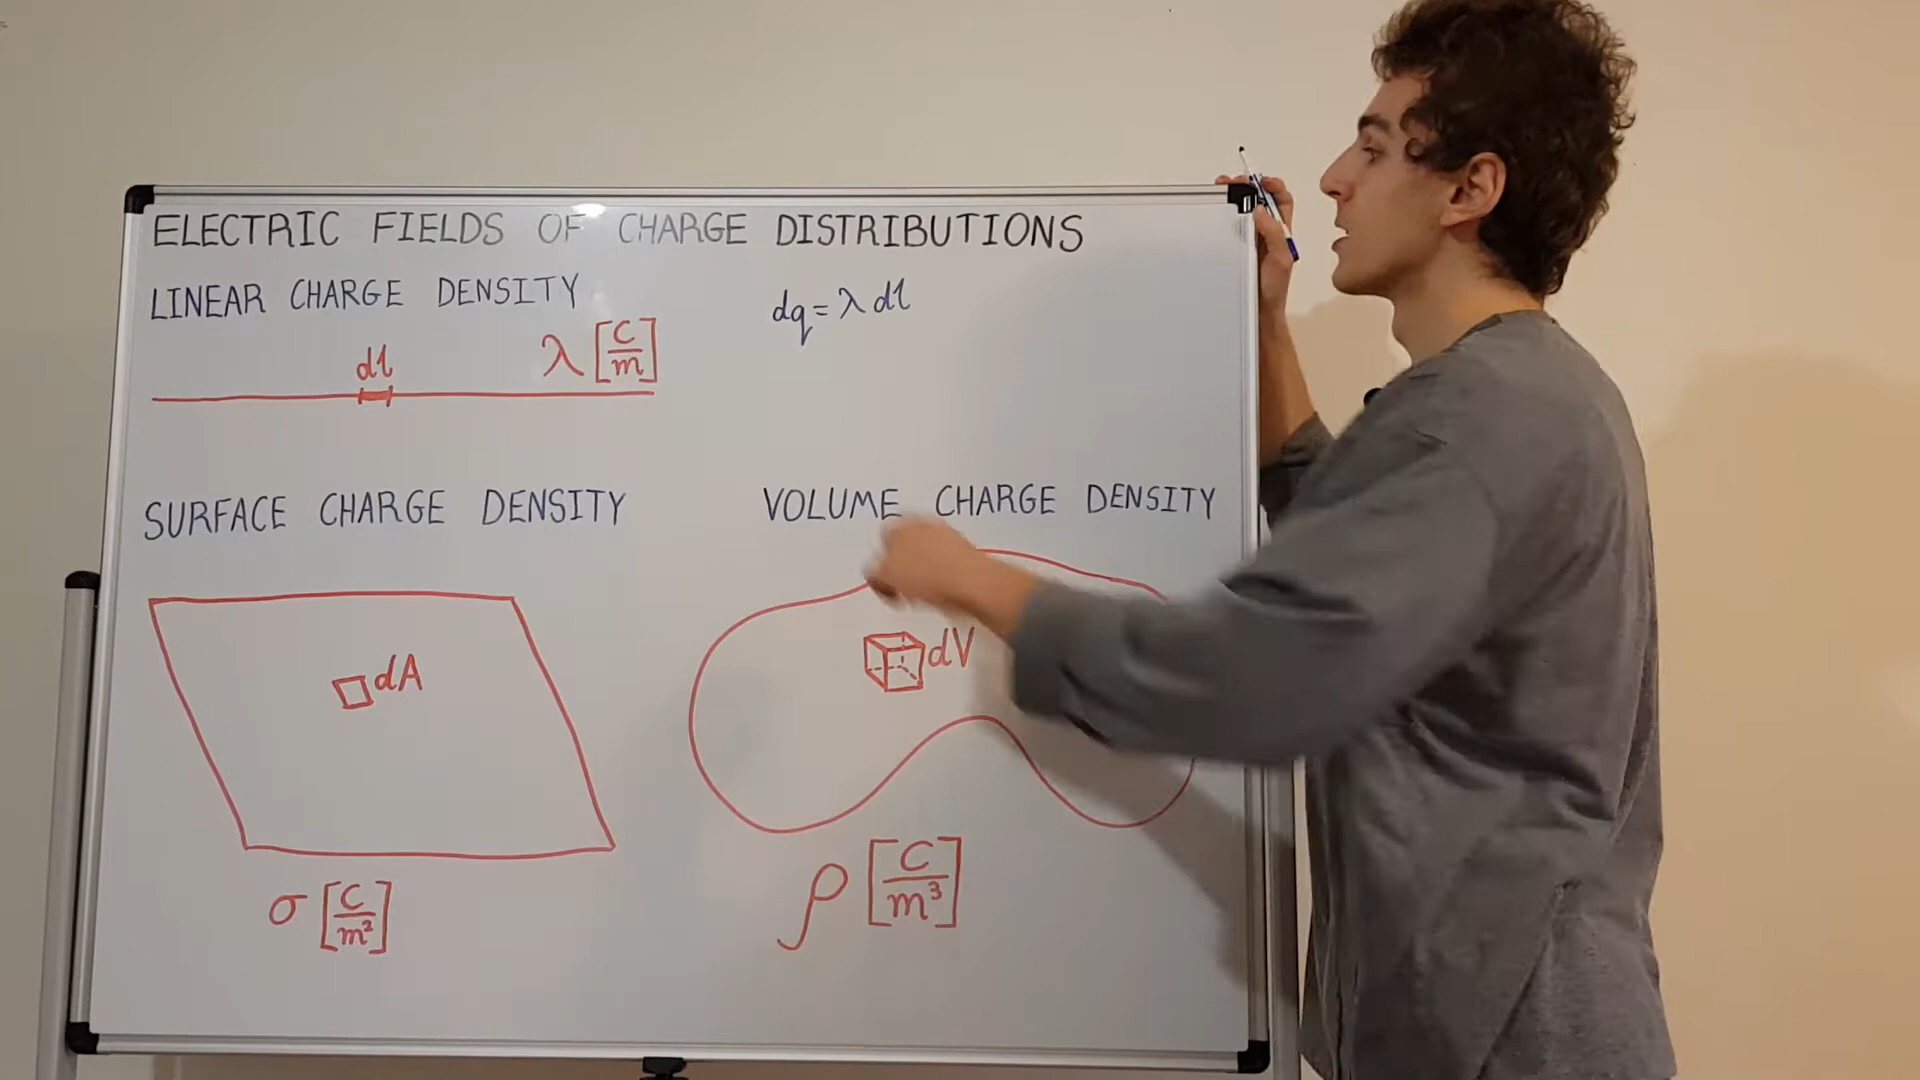 ELECTRIC FIELDS OF CHARGE DISTRIBUTIONS
LINEAR CHARGE DENSITY
dq = λ dl
dl
λ [C/m]
SURFACE CHARGE DENSITY
dA
σ [C/m²]
VOLUME CHARGE DENSITY
dV
ρ [C/m³]